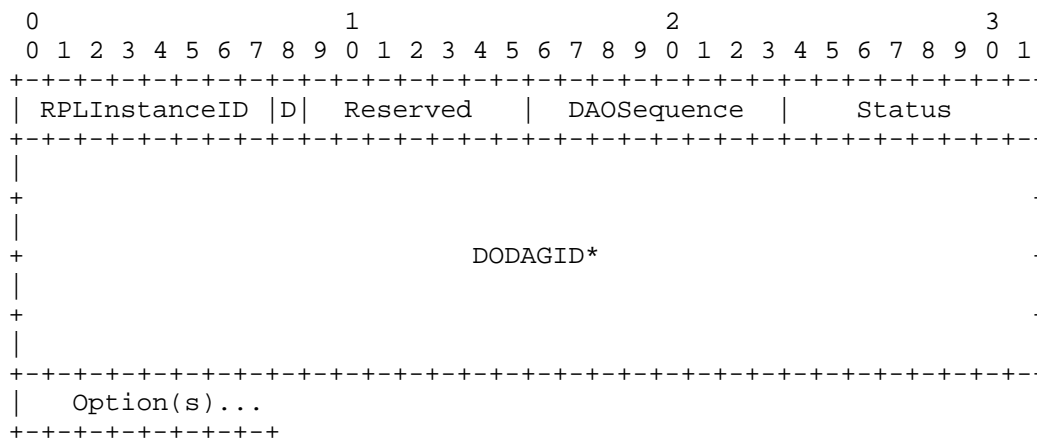 0                   1                   2                   3
 0 1 2 3 4 5 6 7 8 9 0 1 2 3 4 5 6 7 8 9 0 1 2 3 4 5 6 7 8 9 0 1
+-+-+-+-+-+-+-+-+-+-+-+-+-+-+-+-+-+-+-+-+-+-+-+-+-+-+-+-+-+-+-+-
| RPLInstanceID |D|  Reserved   |  DAOSequence  |    Status
+-+-+-+-+-+-+-+-+-+-+-+-+-+-+-+-+-+-+-+-+-+-+-+-+-+-+-+-+-+-+-+-
|
+                                                               -
|
+                            DODAGID*                           -
|
+                                                               -
|
+-+-+-+-+-+-+-+-+-+-+-+-+-+-+-+-+-+-+-+-+-+-+-+-+-+-+-+-+-+-+-+-
|   Option(s)...
+-+-+-+-+-+-+-+-+